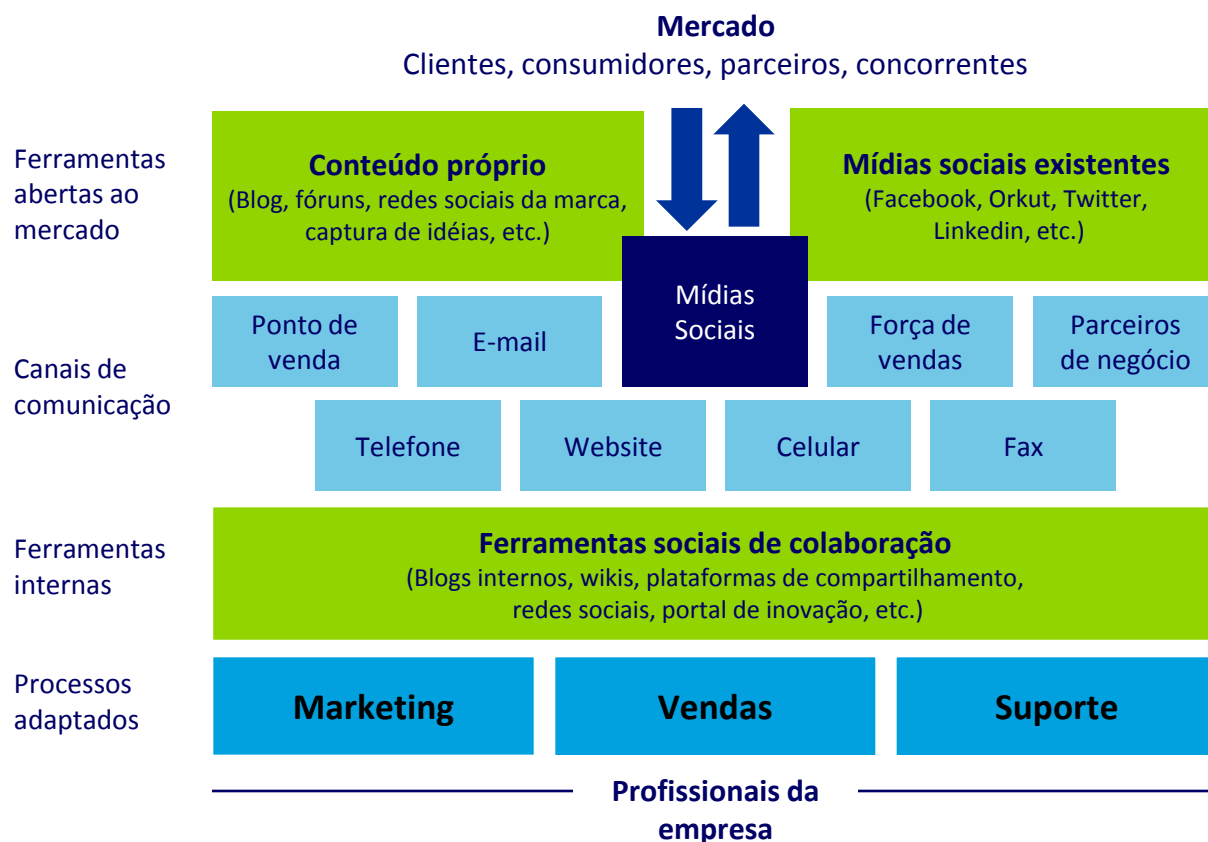 Mercado
Clientes, consumidores, parceiros, concorrentes
Ferramentas
abertas ao
mercado
Conteúdo próprio
(Blog, fóruns, redes sociais da marca,
captura de idéias, etc.)
Mídias sociais existentes
(Facebook, Orkut, Twitter,
Linkedin, etc.)
Canais de
comunicação
Ponto de
venda
E-mail
Mídias
Sociais
Força de
vendas
Parceiros
de negócio
Telefone
Website
Celular
Fax
Ferramentas
internas
Ferramentas sociais de colaboração
(Blogs internos, wikis, plataformas de compartilhamento,
redes sociais, portal de inovação, etc.)
Processos
adaptados
Marketing
Vendas
Suporte
Profissionais da
empresa